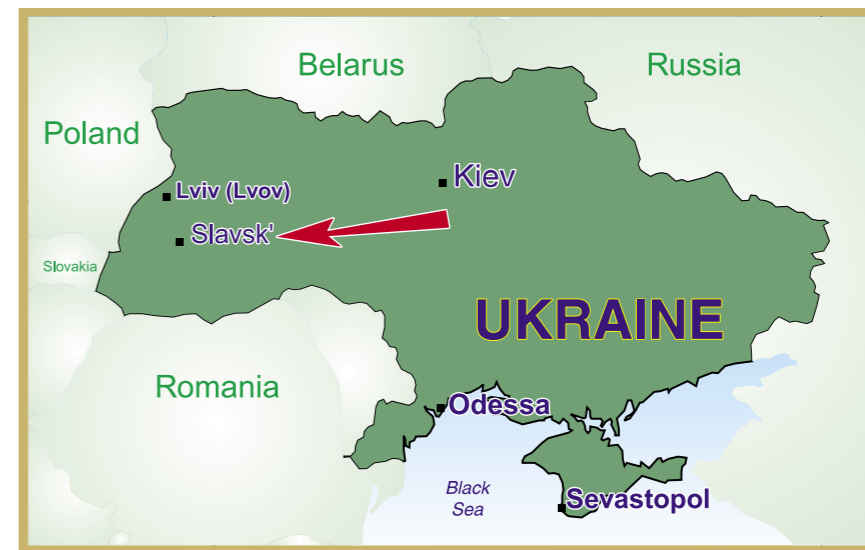 Belarus
Russia
Poland
Kiev
Lviv (Lvov)
Slavsk'
Slovakia
UKRAINE
Romania
Odessa
Black
Sea
Sevastopol